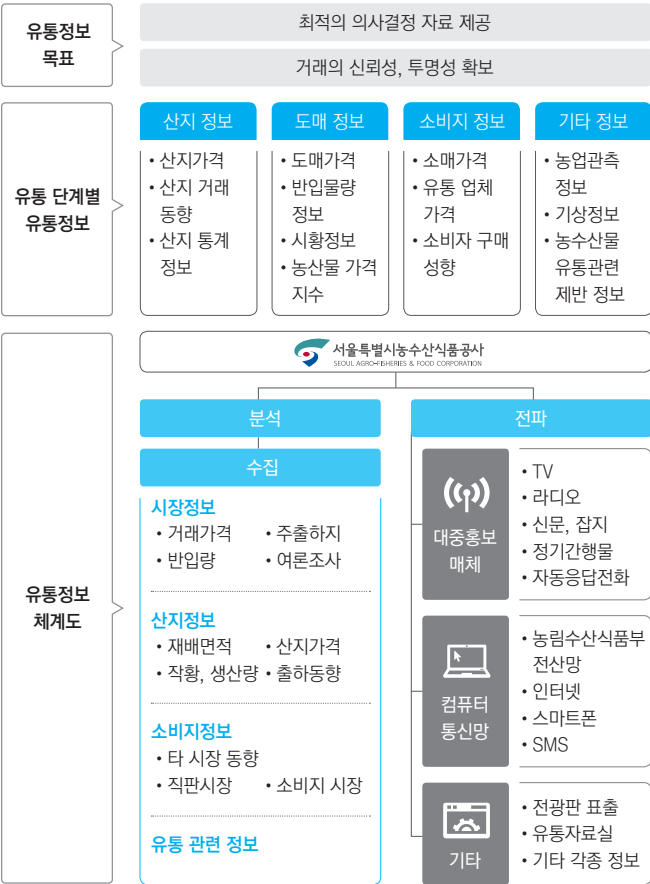 유통정보
목표
최적의 의사결정 자료 제공
거래의 신뢰성, 투명성 확보
유통 단계별
유통정보
산지 정보
• 산지가격
• 산지 거래
동향
• 산지 통계
정보
도매 정보
• 도매가격
• 반입물량
정보
• 시황정보
• 농산물 가격
지수
소비지 정보
• 소매가격
• 유통 업체
가격
• 소비자 구매
성향
기타 정보
• 농업관측
정보
• 기상정보
• 농수산물
유통관련
제반 정보
유통정보
체계도
서울특별시농수산식품공사
SEOUL AGRO-FISHERIES & FOOD CORPORATION
분석
수집
시장정보
• 거래가격 • 주출하지
• 반입량 • 여론조사
산지정보
• 재배면적 • 산지가격
• 작황, 생산량 • 출하동향
소비지정보
• 타 시장 동향
• 직판시장 • 소비지 시장
유통 관련 정보
전파
대중홍보
매체
• TV
• 라디오
• 신문, 잡지
• 정기간행물
• 자동응답전화
컴퓨터
통신망
• 농림수산식품부
전산망
• 인터넷
• 스마트폰
• SMS
기타
• 전광판 표출
• 유통자료실
• 기타 각종 정보